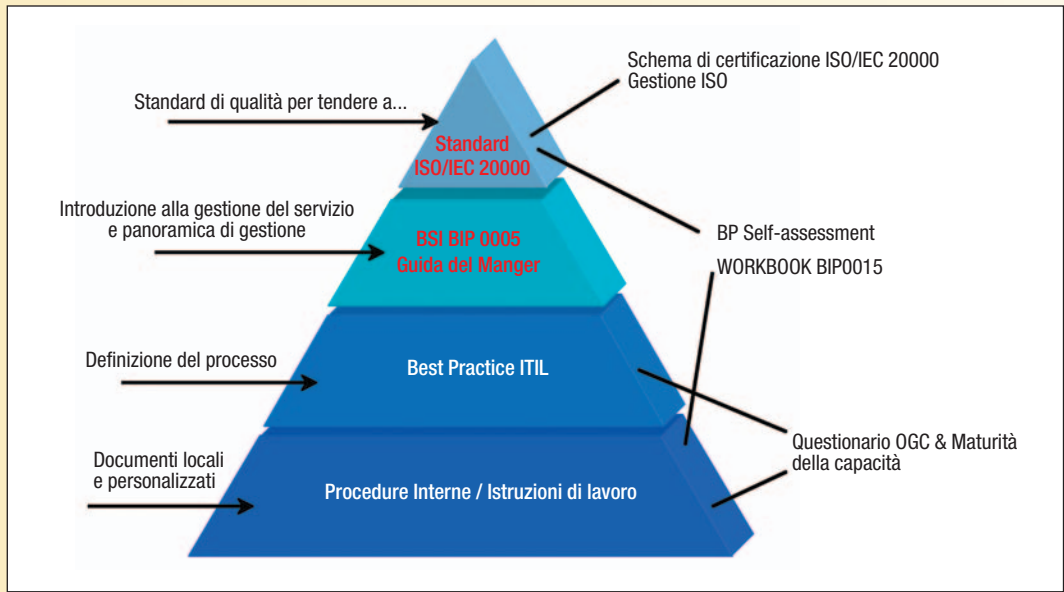 Schema di certificazione ISO/IEC 20000
Gestione ISO
Standard di qualità per tendere a...
Standard
ISO/IEC 20000
Introduzione alla gestione del servizio
e panoramica di gestione
BSI BIP 0005
Guida del Manger
BP Self-assessment
WORKBOOK BIP0015
Definizione del processo
Best Practice ITIL
Questionario OGC & Maturità
della capacità
Documenti locali
e personalizzati
Procedure Interne / Istruzioni di lavoro